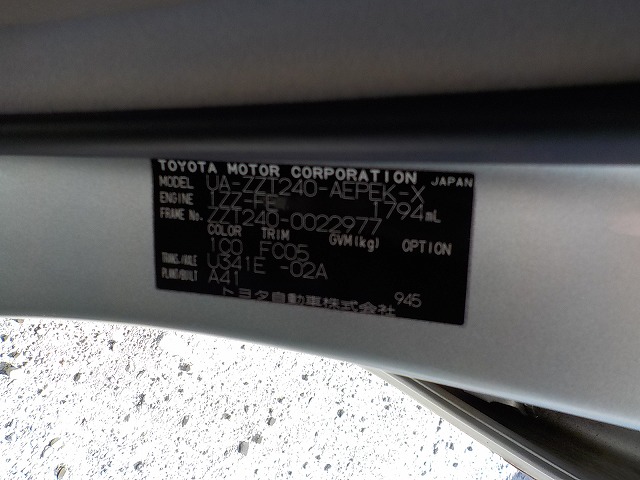 TOYOTA MOTOR CORPORATION JAPAN
MODEL UA-ZZT240-AEPEK-X
ENGINE 1ZZ-FE 1794mL
FRAME No. ZZT240-0022977
COLOR TRIM GVM(kg) OPTION
1C0 FC05
TRANS./AXLE U341E -02A
PLANT/BUILT A41
トヨタ自動車株式会社 945